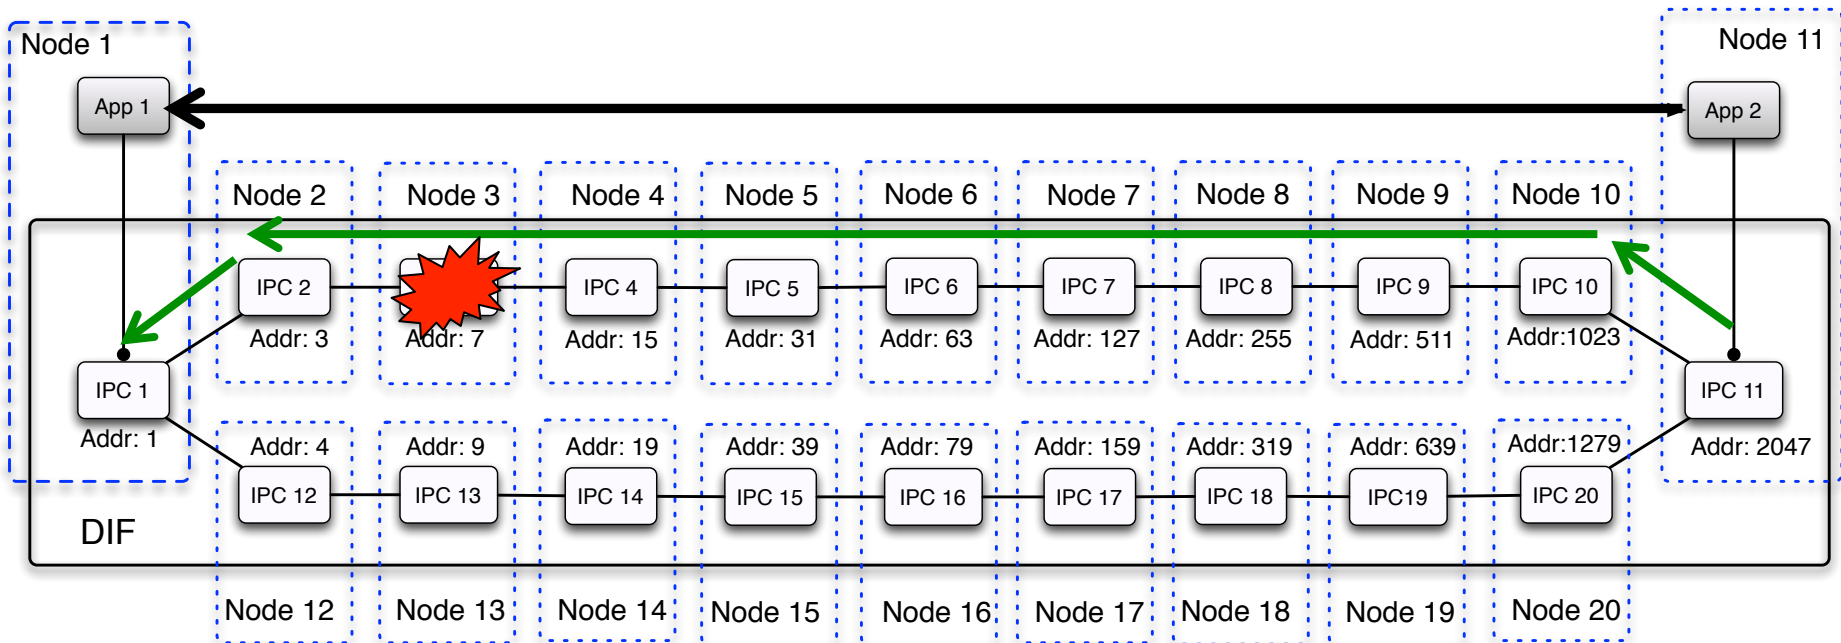 Node 1
Node 11
App 1
App 2
Node 2
Node 3
Node 4
Node 5
Node 6
Node 7
Node 8
Node 9
Node 10
IPC 2
IPC 4
IPC 5
IPC 6
IPC 7
IPC 8
IPC 9
IPC 10
Addr: 3
Addr: 7
Addr: 15
Addr: 31
Addr: 63
Addr: 127
Addr: 255
Addr: 511
Addr:1023
IPC 1
IPC 11
Addr: 1
Addr: 4
Addr: 9
Addr: 19
Addr: 39
Addr: 79
Addr: 159
Addr: 319
Addr: 639
Addr:1279
Addr: 2047
IPC 12
IPC 13
IPC 14
IPC 15
IPC 16
IPC 17
IPC 18
IPC19
IPC 20
DIF
Node 12
Node 13
Node 14
Node 15
Node 16
Node 17
Node 18
Node 19
Node 20